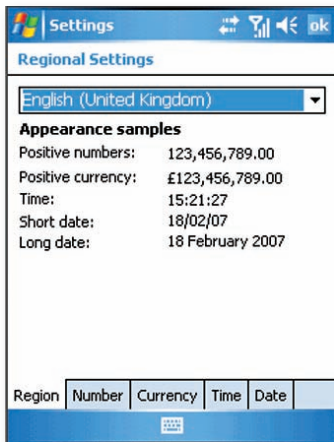 Settings
ok
Regional Settings
English (United Kingdom)
Appearance samples
Positive numbers: 123,456,789.00
Positive currency: £123,456,789.00
Time: 15:21:27
Short date: 18/02/07
Long date: 18 February 2007
Region Number Currency Time Date